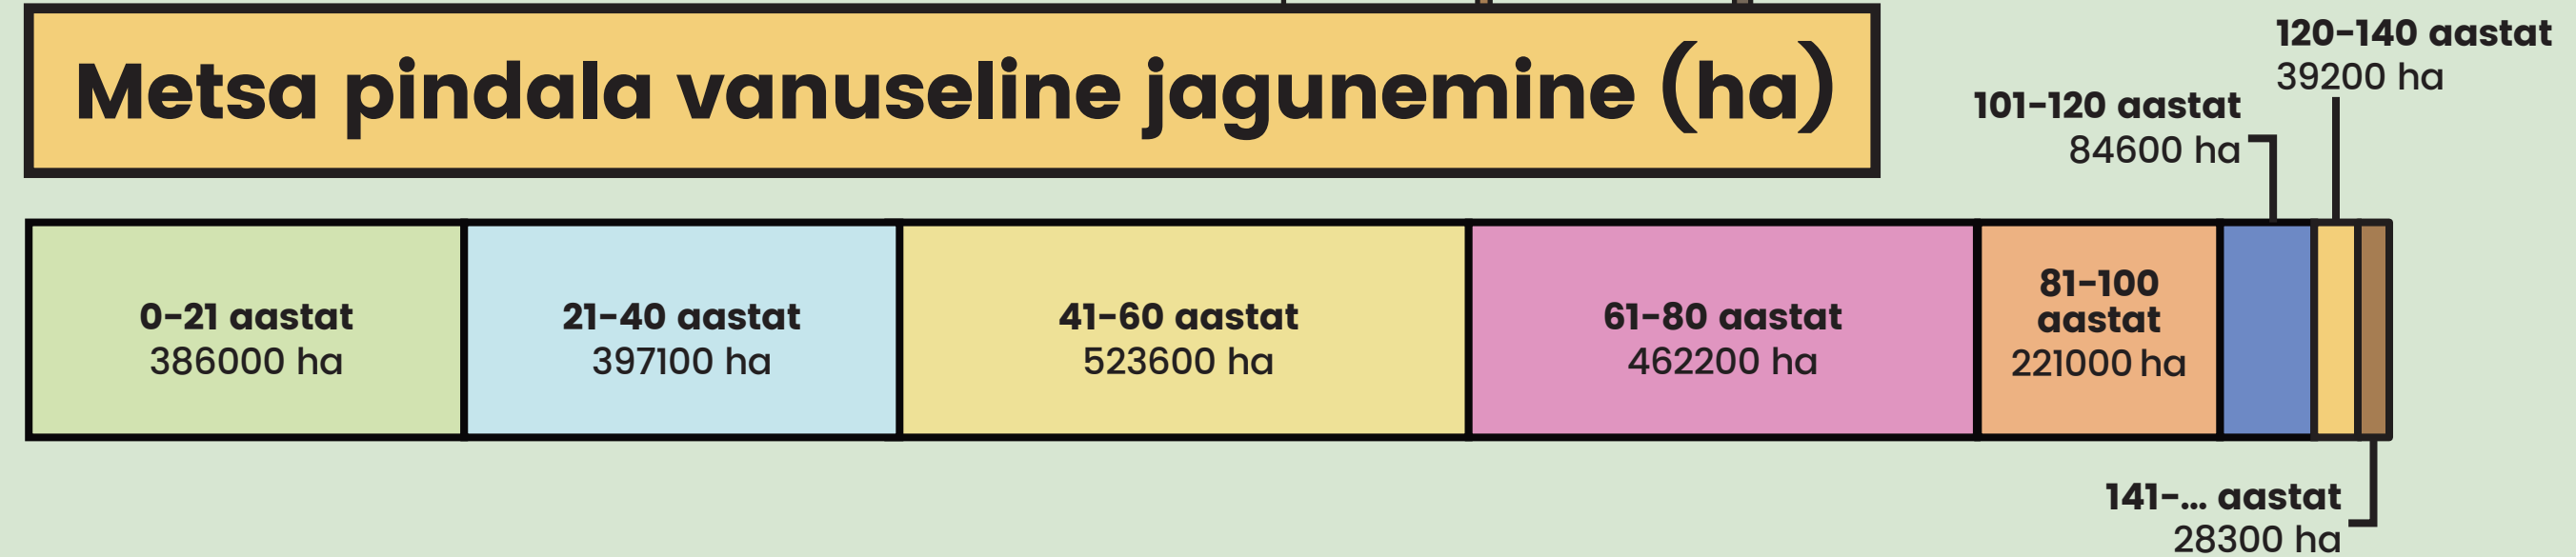 Metsa pindala vanuseline jagunemine (ha)
120-140 aastat
39200 ha
101-120 aastat
84600 ha
0-21 aastat
386000 ha
21-40 aastat
397100 ha
41-60 aastat
523600 ha
61-80 aastat
462200 ha
81-100
aastat
221000 ha
141-... aastat
28300 ha